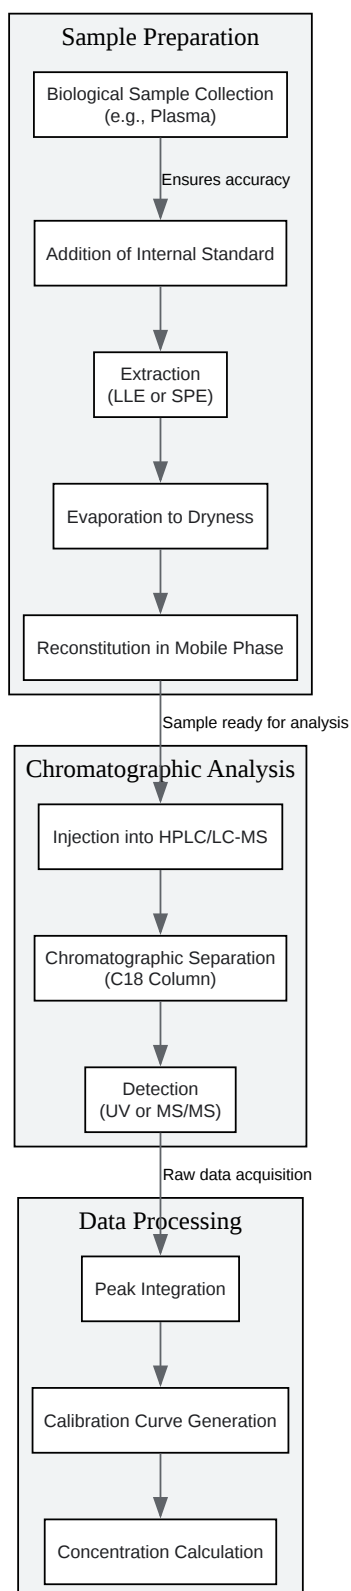 Sample Preparation
Biological Sample Collection
(e.g., Plasma)
Ensures accuracy
Addition of Internal Standard
Extraction
(LLE or SPE)
Evaporation to Dryness
Reconstitution in Mobile Phase
Sample ready for analysis
Chromatographic Analysis
Injection into HPLC/LC-MS
Chromatographic Separation
(C18 Column)
Detection
(UV or MS/MS)
Raw data acquisition
Data Processing
Peak Integration
Calibration Curve Generation
Concentration Calculation